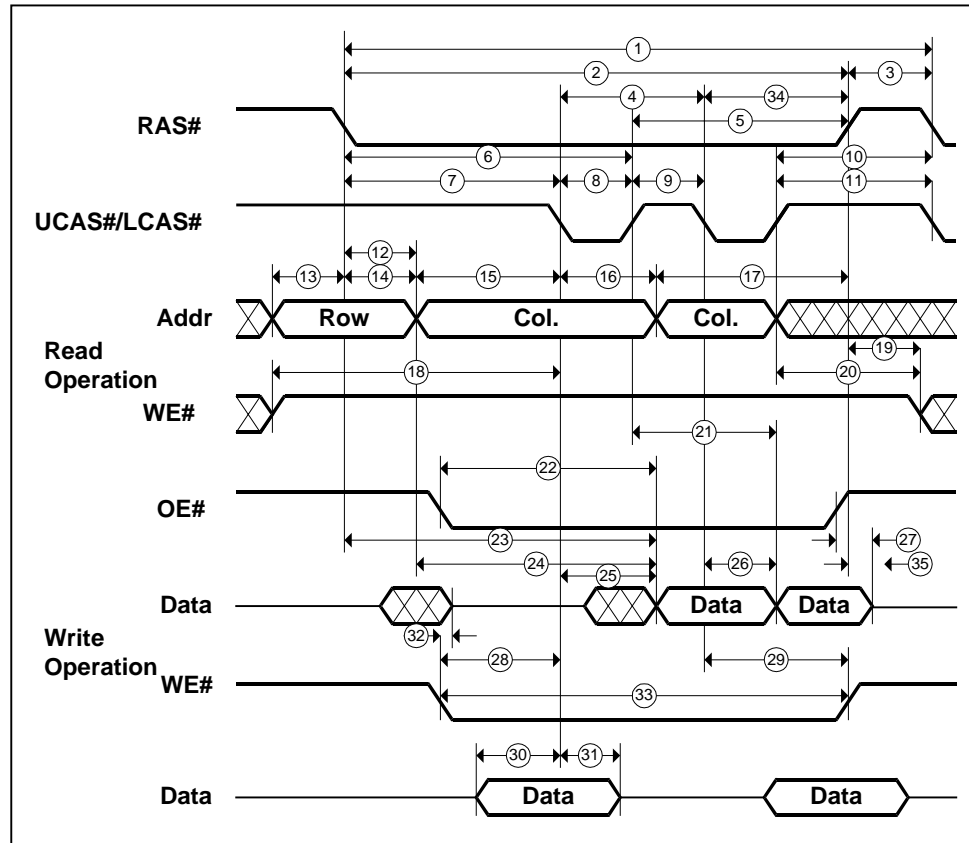 1
2 3
4 34
RAS# 5
6 10
7 8 9 11
UCAS#/LCAS#
12
13 14 15 16 17
Addr Row Col. Col.
Read
Operation
19
18 20
WE#
21
22
OE#
23 27
24 26 35
25
Data Data Data
Write
Operation
32
28 29
WE# 33
30 31
Data Data Data